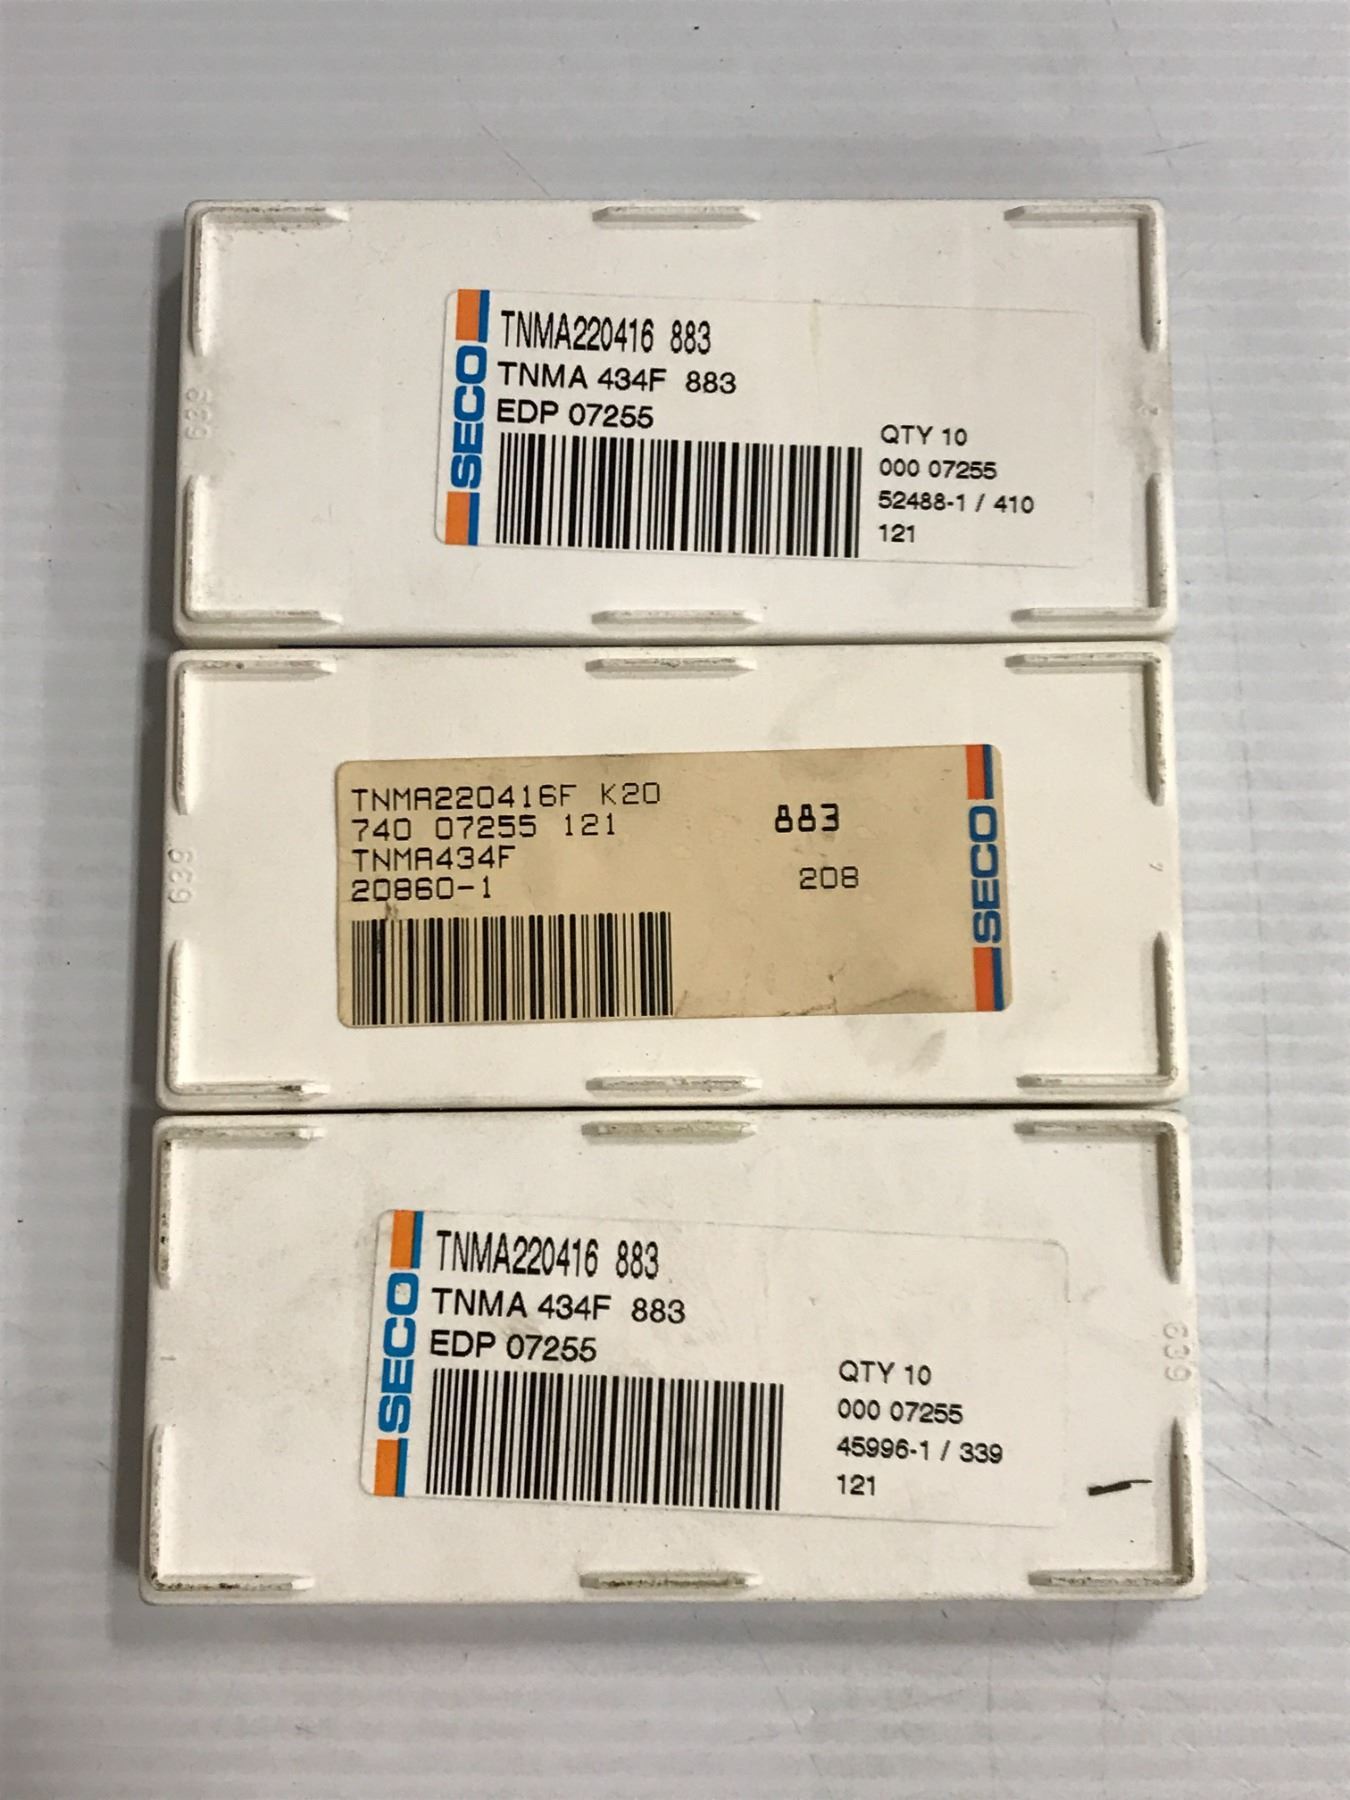 SECO
TNMA220416 883
TNMA 434F 883
EDP 07255
QTY 10
000 07255
52488-1 / 410
121
639
TNMA220416F K20
740 07255 121
TNMA434F
20860-1
883
208
SECO
639
SECO
TNMA220416 883
TNMA 434F 883
EDP 07255
QTY 10
000 07255
45996-1 / 339
121
639
1